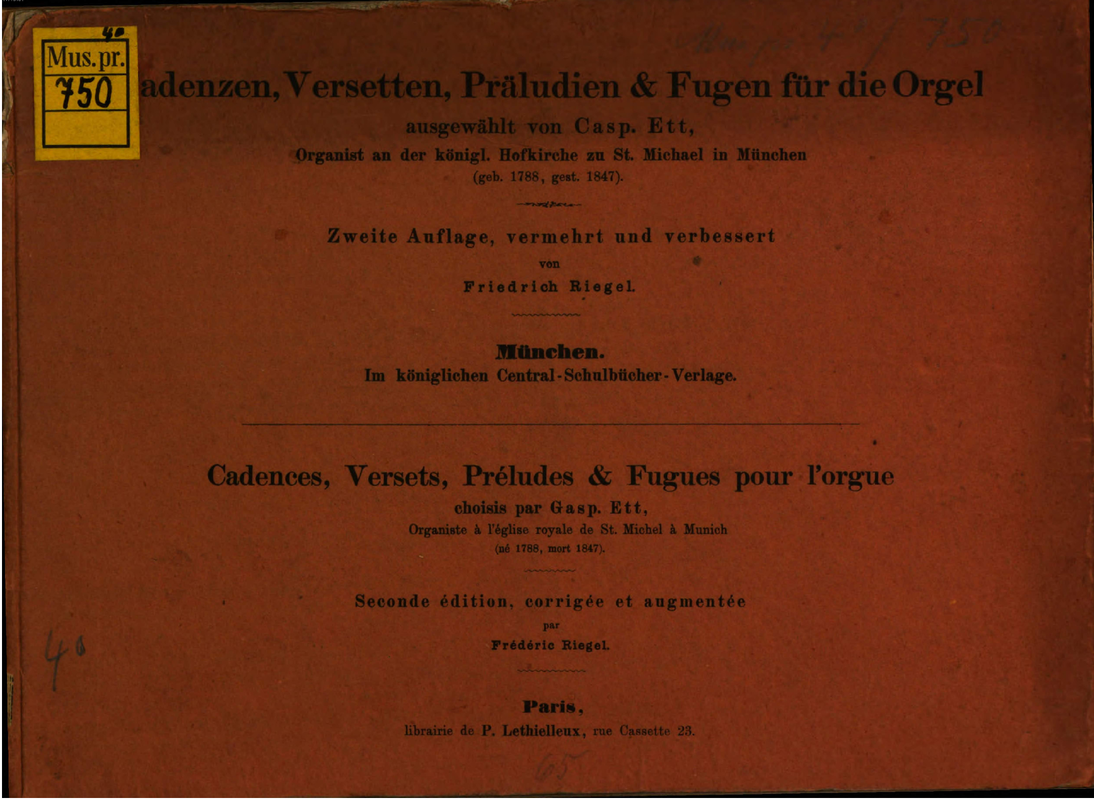 4°
Mus. pr.
750
adenzen, Versetten, Präludien & Fugen für die Orgel
ausgewählt von Casp. Ett,
Organist an der königl. Hofkirche zu St. Michael in München
(geb. 1788, gest. 1847).
Zweite Auflage, vermehrt und verbessert
von
Friedrich Riegel.
München.
Im königlichen Central-Schulbücher-Verlage.
Cadences, Versets, Préludes & Fugues pour l'orgue
choisis par Gasp. Ett,
Organiste à l'église royale de St. Michel à Munich
(né 1788, mort 1847).
Seconde édition, corrigée et augmentée
par
Frédéric Riegel.
Paris,
librairie de P. Lethielleux, rue Cassette 23.
4°
65
750